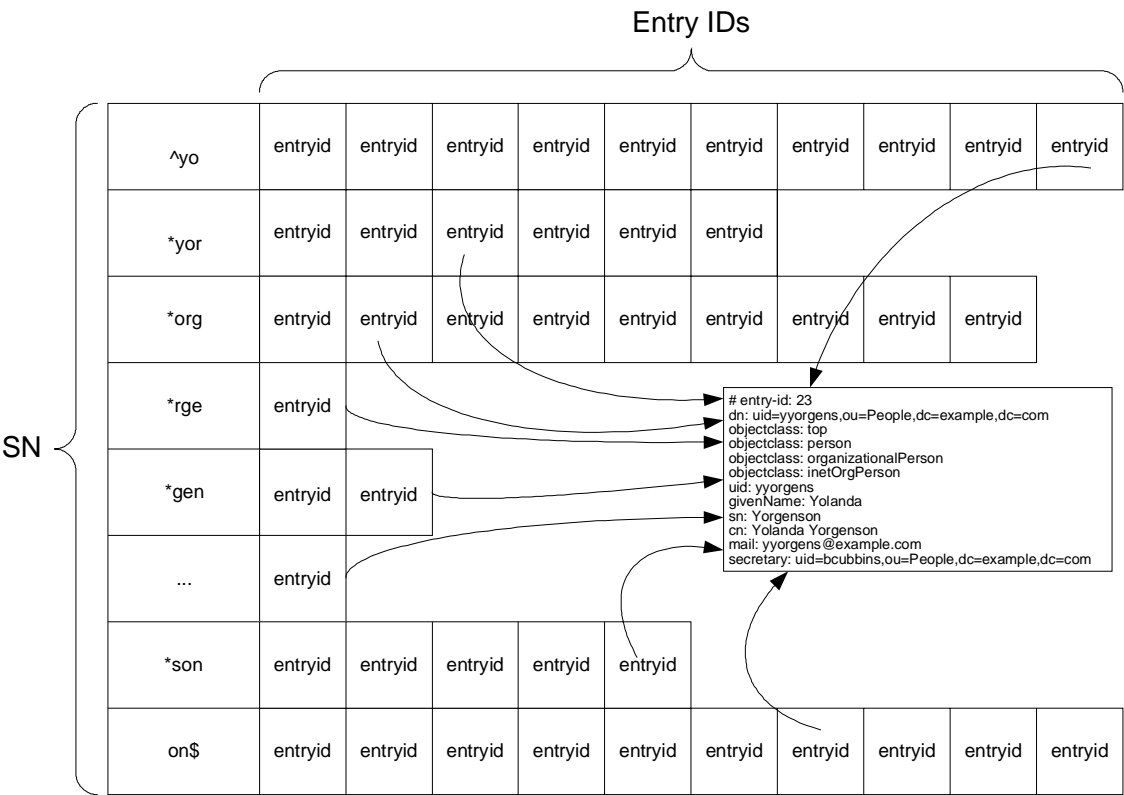 Entry IDs
^yo entryid entryid entryid entryid entryid entryid entryid entryid entryid entryid
*yor entryid entryid entryid entryid entryid entryid
*org entryid entryid entryid entryid entryid entryid entryid entryid entryid
*rge entryid
# entry-id: 23
dn: uid=yyorgens,ou=People,dc=example,dc=com
objectclass: top
objectclass: person
objectclass: organizationalPerson
objectclass: inetOrgPerson
uid: yyorgens
givenName: Yolanda
sn: Yorgenson
cn: Yolanda Yorgenson
mail: yyorgens@example.com
secretary: uid=bcubbins,ou=People,dc=example,dc=com
SN
*gen entryid entryid
... entryid
*son entryid entryid entryid entryid entryid
on$ entryid entryid entryid entryid entryid entryid entryid entryid entryid entryid